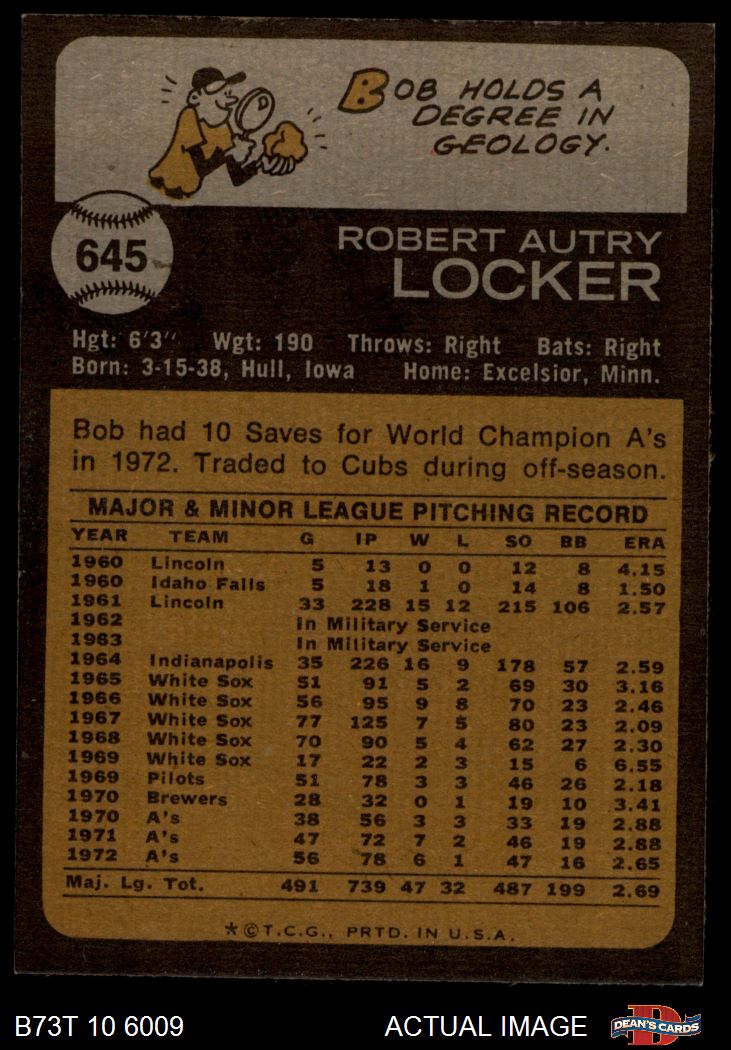 BOB HOLDS A
DEGREE IN
GEOLOGY.
645
ROBERT AUTRY
LOCKER
Hgt: 6'3" Wgt: 190 Throws: Right Bats: Right
Born: 3-15-38, Hull, Iowa Home: Excelsior, Minn.
Bob had 10 Saves for World Champion A's
in 1972. Traded to Cubs during off-season.
MAJOR & MINOR LEAGUE PITCHING RECORD
YEAR TEAM G IP W L SO BB ERA
1960 Lincoln 5 13 0 0 12 8 4.15
1960 Idaho Falls 5 18 1 0 14 8 1.50
1961 Lincoln 33 228 15 12 215 106 2.57
1962 In Military Service
1963 In Military Service
1964 Indianapolis 35 226 16 9 178 57 2.59
1965 White Sox 51 91 5 2 69 30 3.16
1966 White Sox 56 95 9 8 70 23 2.46
1967 White Sox 77 125 7 5 80 23 2.09
1968 White Sox 70 90 5 4 62 27 2.30
1969 White Sox 17 22 2 3 15 6 6.55
1969 Pilots 51 78 3 3 46 26 2.18
1970 Brewers 28 32 0 1 19 10 3.41
1970 A's 38 56 3 3 33 19 2.88
1971 A's 47 72 7 2 46 19 2.88
1972 A's 56 78 6 1 47 16 2.65
Maj. Lg. Tot. 491 739 47 32 487 199 2.69
*©T.C.G., PRTD. IN U.S.A.
B73T 10 6009 ACTUAL IMAGE DEAN'S CARDS